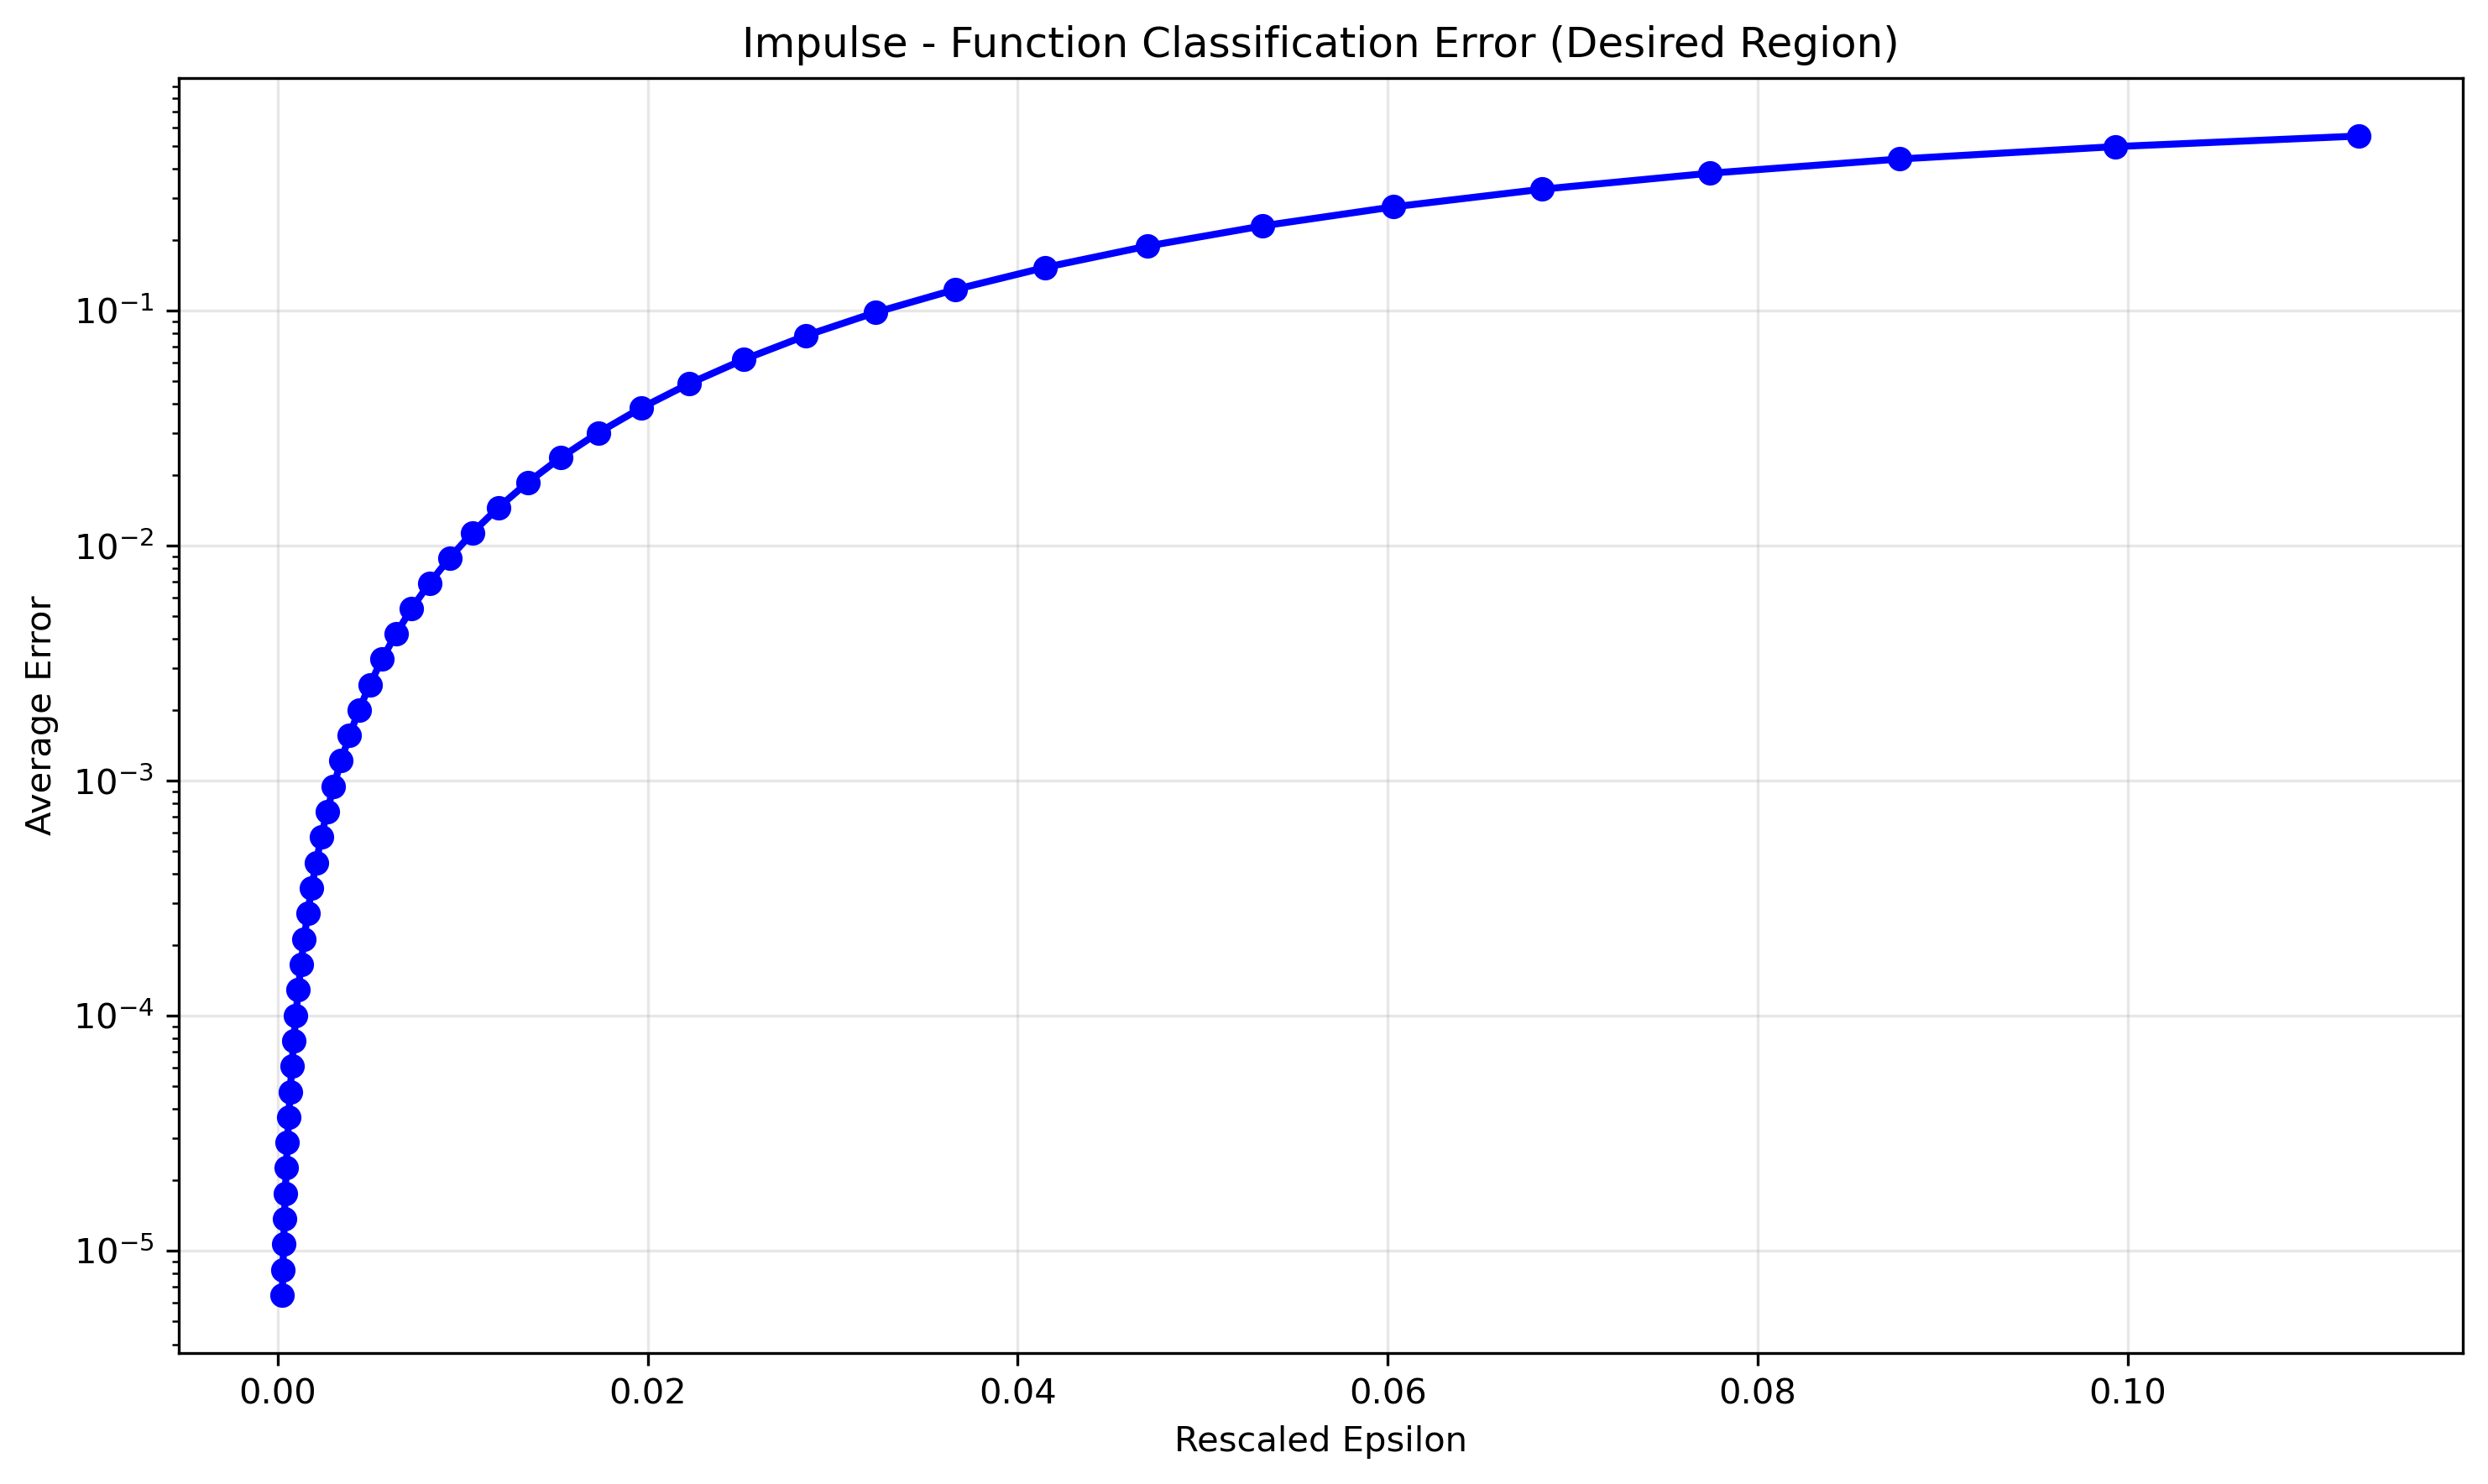 Impulse - Function Classification Error (Desired Region)
Average Error
10⁻¹
10⁻²
10⁻³
10⁻⁴
10⁻⁵
0.00 0.02 0.04 0.06 0.08 0.10
Rescaled Epsilon